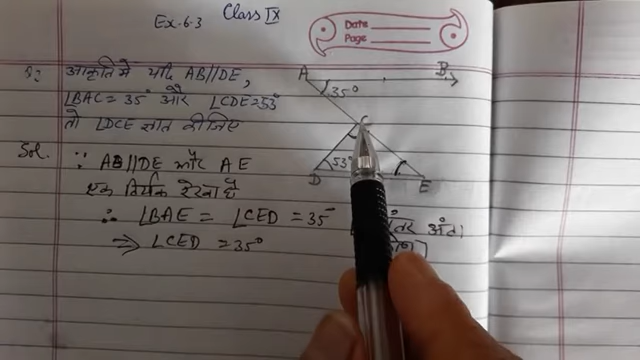 Ex-6.3 Class IX
Date
Page
Q2 आकृति में यदि AB//DE,
∠BAC = 35° और ∠CDE = 53°
तो ∠DCE ज्ञात कीजिए
Sol. ∵ AB//DE और AE
एक तिर्यक रेखा है
∴ ∠BAE = ∠CED = 35° अंतः
⇒ ∠CED = 35°
A B
35°
C
53°
D E